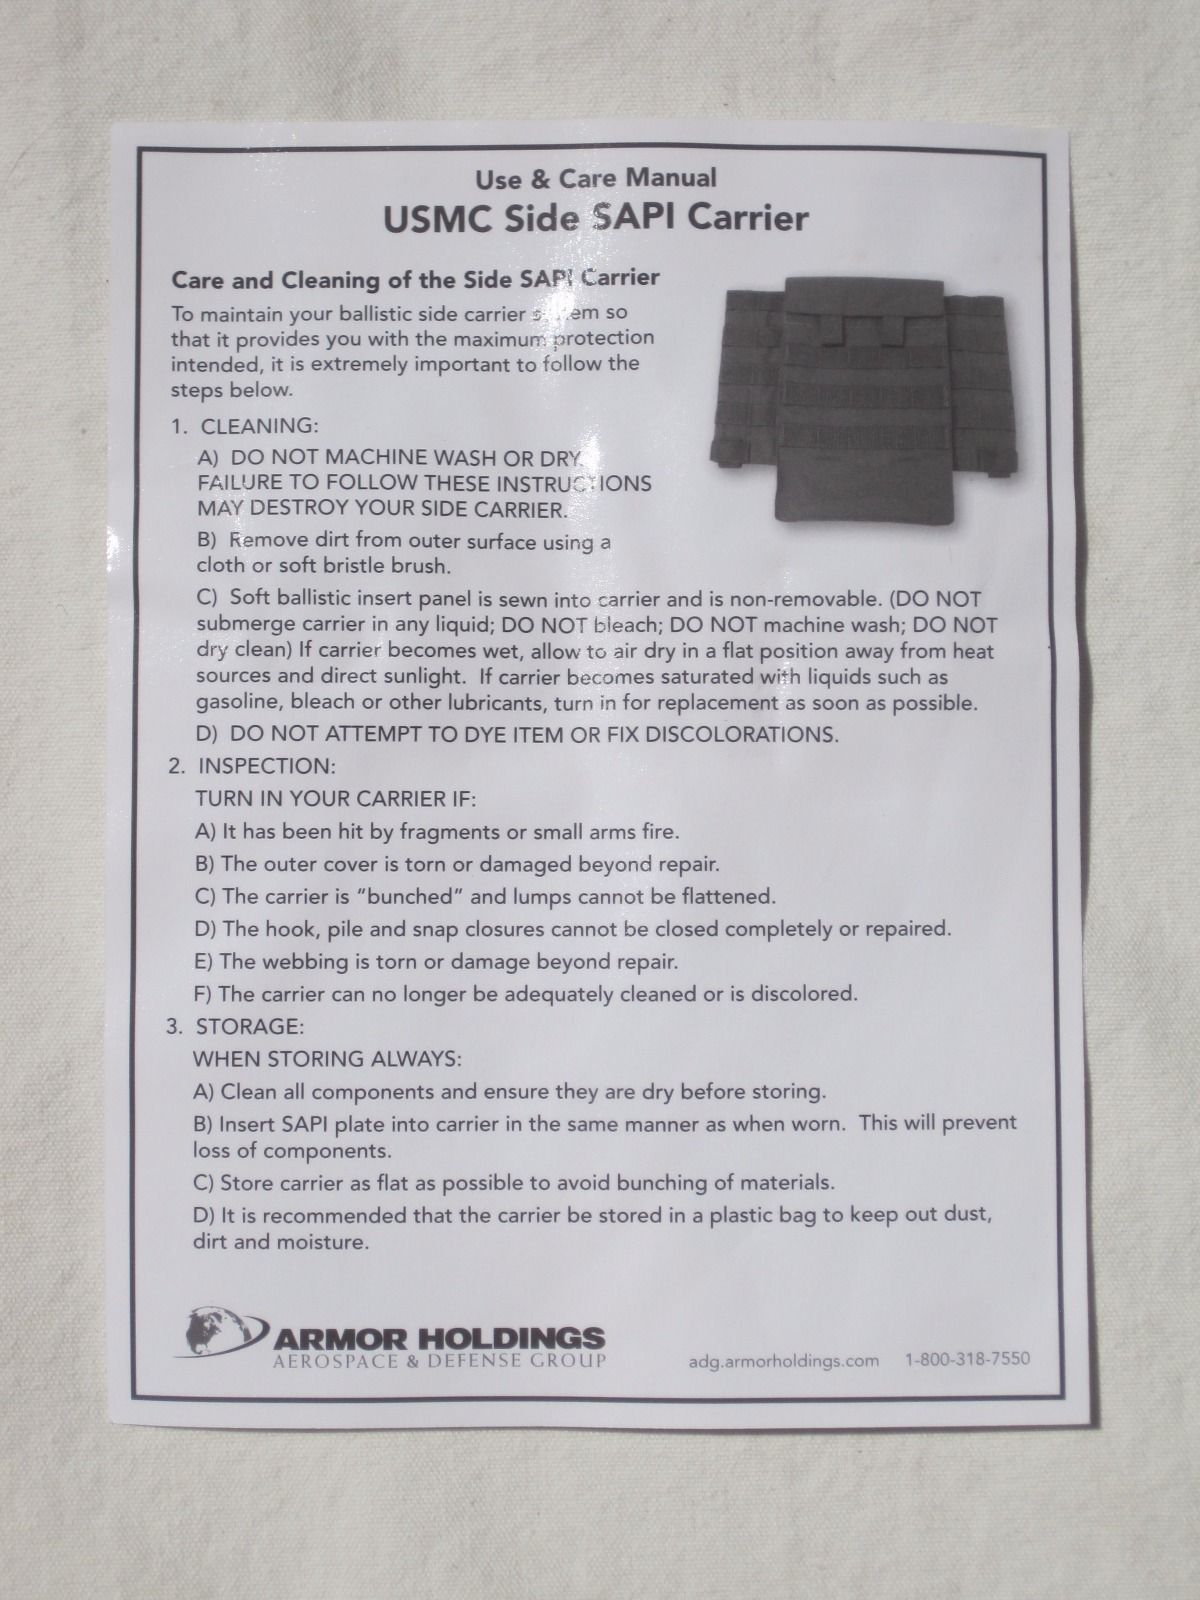 Use & Care Manual
USMC Side SAPI Carrier
Care and Cleaning of the Side SAPI Carrier
To maintain your ballistic side carrier system so
that it provides you with the maximum protection
intended, it is extremely important to follow the
steps below.
1. CLEANING:
A) DO NOT MACHINE WASH OR DRY
FAILURE TO FOLLOW THESE INSTRUCTIONS
MAY DESTROY YOUR SIDE CARRIER.
B) Remove dirt from outer surface using a
cloth or soft bristle brush.
C) Soft ballistic insert panel is sewn into carrier and is non-removable. (DO NOT
submerge carrier in any liquid; DO NOT bleach; DO NOT machine wash; DO NOT
dry clean) If carrier becomes wet, allow to air dry in a flat position away from heat
sources and direct sunlight. If carrier becomes saturated with liquids such as
gasoline, bleach or other lubricants, turn in for replacement as soon as possible.
D) DO NOT ATTEMPT TO DYE ITEM OR FIX DISCOLORATIONS.
2. INSPECTION:
TURN IN YOUR CARRIER IF:
A) It has been hit by fragments or small arms fire.
B) The outer cover is torn or damaged beyond repair.
C) The carrier is “bunched” and lumps cannot be flattened.
D) The hook, pile and snap closures cannot be closed completely or repaired.
E) The webbing is torn or damage beyond repair.
F) The carrier can no longer be adequately cleaned or is discolored.
3. STORAGE:
WHEN STORING ALWAYS:
A) Clean all components and ensure they are dry before storing.
B) Insert SAPI plate into carrier in the same manner as when worn. This will prevent
loss of components.
C) Store carrier as flat as possible to avoid bunching of materials.
D) It is recommended that the carrier be stored in a plastic bag to keep out dust,
dirt and moisture.
ARMOR HOLDINGS
AEROSPACE & DEFENSE GROUP
adg.armorholdings.com 1-800-318-7550